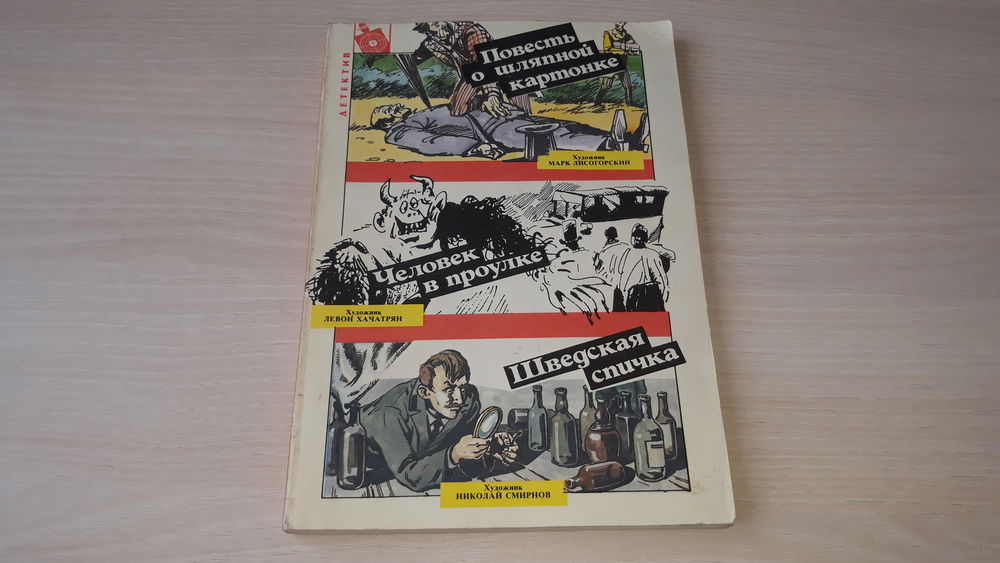 ДЕТЕКТИВ
Повесть
о шляпной
картонке
Художник
МАРК ЛИСОГОРСКИЙ
Человек
в проулке
Художник
ЛЕВОН ХАЧАТРЯН
Шведская
спичка
Художник
НИКОЛАЙ СМИРНОВ